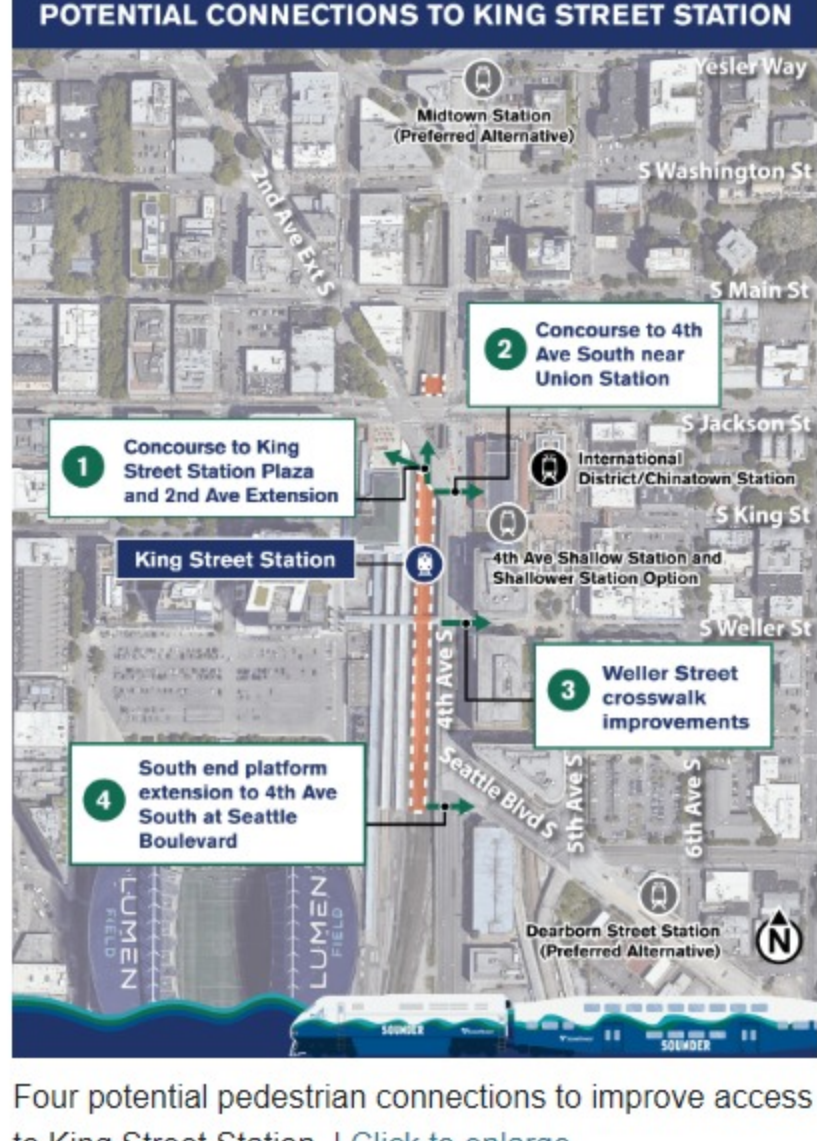 POTENTIAL CONNECTIONS TO KING STREET STATION
Yesler Way
Midtown Station
(Preferred Alternative)
S Washington St
2nd Ave Ext S
S Main St
2
Concourse to 4th
Ave South near
Union Station
S Jackson St
1
Concourse to King
Street Station Plaza
and 2nd Ave Extension
International
District/Chinatown Station
S King St
King Street Station
4th Ave Shallow Station and
Shallower Station Option
S Weller St
4th Ave S
3
Weller Street
crosswalk
improvements
4
South end platform
extension to 4th Ave
South at Seattle
Boulevard
Seattle Blvd S
5th Ave S
6th Ave S
LUMEN
FIELD
LUMEN
FIELD
Dearborn Street Station
(Preferred Alternative)
N
SOUNDER
SOUNDER
Four potential pedestrian connections to improve access
to King Street Station. | Click to enlarge